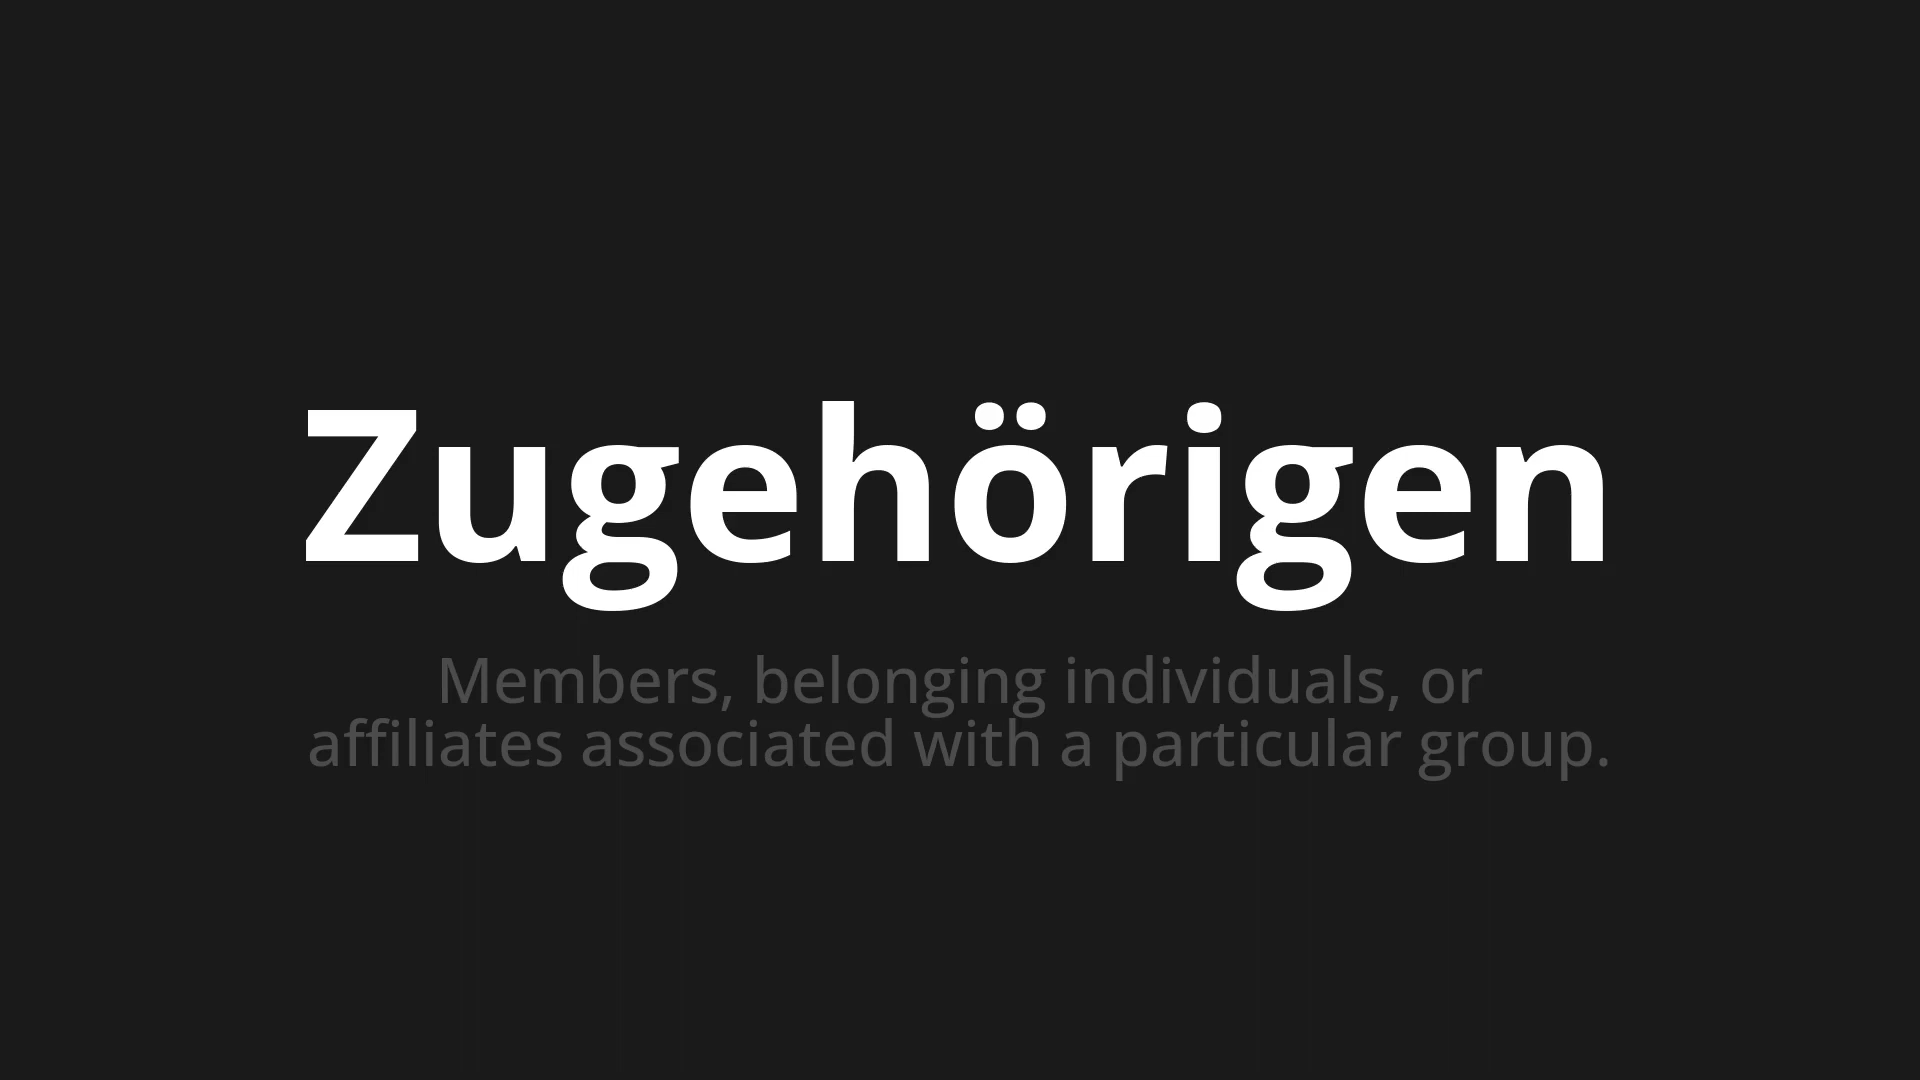 Zugehörigen
Members, belonging individuals, or
affiliates associated with a particular group.